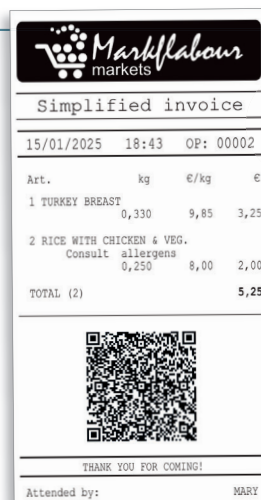 Markflabour
markets
Simplified invoice
15/01/2025 18:43 OP: 00002
Art. kg €/kg €
1 TURKEY BREAST
0,330 9,85 3,25
2 RICE WITH CHICKEN & VEG.
Consult allergens
0,250 8,00 2,00
TOTAL (2) 5,25
THANK YOU FOR COMING!
Attended by: MARY